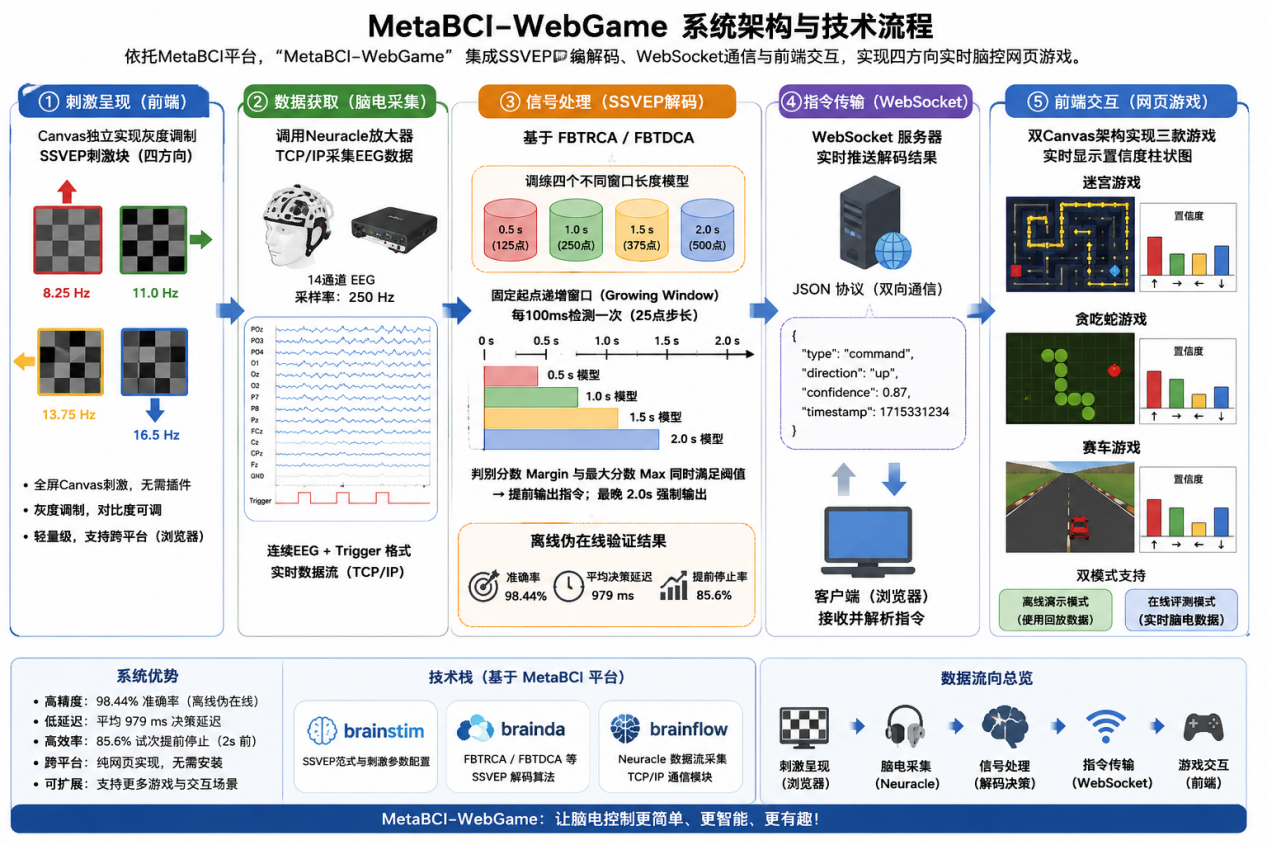 MetaBCI-WebGame 系统架构与技术流程
依托MetaBCI平台，“MetaBCI-WebGame” 集成SSVEP 编解码、WebSocket通信与前端交互，实现四方向实时脑控网页游戏。
① 刺激呈现（前端）
Canvas独立实现灰度调制
SSVEP刺激块（四方向）
8.25 Hz
11.0 Hz
13.75 Hz
16.5 Hz
• 全屏Canvas刺激，无需插件
• 灰度调制，对比度可调
• 轻量级，支持跨平台（浏览器）
② 数据获取（脑电采集）
调用Neuracle放大器
TCP/IP采集EEG数据
14通道 EEG
采样率：250 Hz
POz
PO3
PO4
O1
Oz
O2
P7
P8
Pz
FCz
Cz
CPz
Fz
GND
Trigger
连续EEG + Trigger 格式
实时数据流（TCP/IP）
③ 信号处理（SSVEP解码）
基于 FBTRCA / FBTDCA
调练四个不同窗口长度模型
0.5 s
(125点)
1.0 s
(250点)
1.5 s
(375点)
2.0 s
(500点)
固定起点递增窗口（Growing Window）
每100ms检测一次（25点步长）
0 s 0.5 s 1.0 s 1.5 s 2.0 s
0.5 s 模型
1.0 s 模型
1.5 s 模型
2.0 s 模型
判别分数 Margin 与最大分数 Max 同时满足阈值
→ 提前输出指令；最晚 2.0s 强制输出
离线伪在线验证结果
准确率
98.44%
平均决策延迟
979 ms
提前停止率
85.6%
④指令传输（WebSocket）
WebSocket 服务器
实时推送解码结果
JSON 协议（双向通信）
{
"type": "command",
"direction": "up",
"confidence": 0.87,
"timestamp": 1715331234
}
客户端（浏览器）
接收并解析指令
⑤ 前端交互（网页游戏）
双Canvas架构实现三款游戏
实时显示置信度柱状图
迷宫游戏
置信度
↑ → ← ↓
贪吃蛇游戏
置信度
↑ → ← ↓
赛车游戏
置信度
↑ → ← ↓
双模式支持
离线演示模式
（使用回放数据）
在线评测模式
（实时脑电数据）
系统优势
• 高精度：98.44% 准确率（离线伪在线）
• 低延迟：平均 979 ms 决策延迟
• 高效率：85.6% 试次提前停止（2s 前）
• 跨平台：纯网页实现，无需安装
• 可扩展：支持更多游戏与交互场景
技术栈（基于 MetaBCI 平台）
brainstim
SSVEP范式与刺激参数配置
brainda
FBTRCA / FBTDCA 等
SSVEP 解码算法
brainflow
Neuracle 数据流采集
TCP/IP 通信模块
数据流向总览
刺激呈现
（浏览器）
脑电采集
（Neuracle）
信号处理
（解码决策）
指令传输
（WebSocket）
游戏交互
（前端）
MetaBCI-WebGame：让脑电控制更简单、更智能、更有趣！